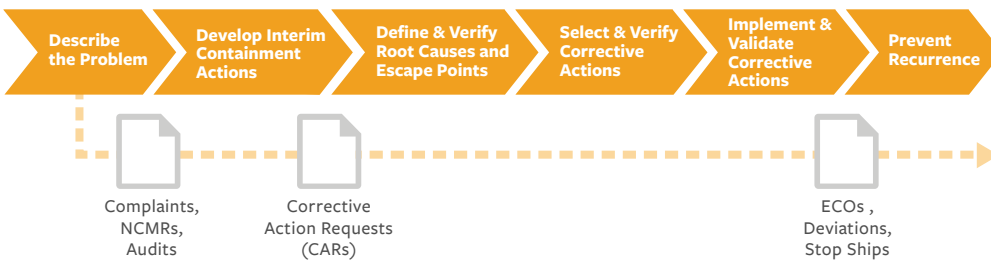 Describe
the Problem
Develop Interim
Containment
Actions
Define & Verify
Root Causes and
Escape Points
Select & Verify
Corrective
Actions
Implement &
Validate
Corrective
Actions
Prevent
Recurrence
Complaints,
NCMRs,
Audits
Corrective
Action Requests
(CARs)
ECOs ,
Deviations,
Stop Ships